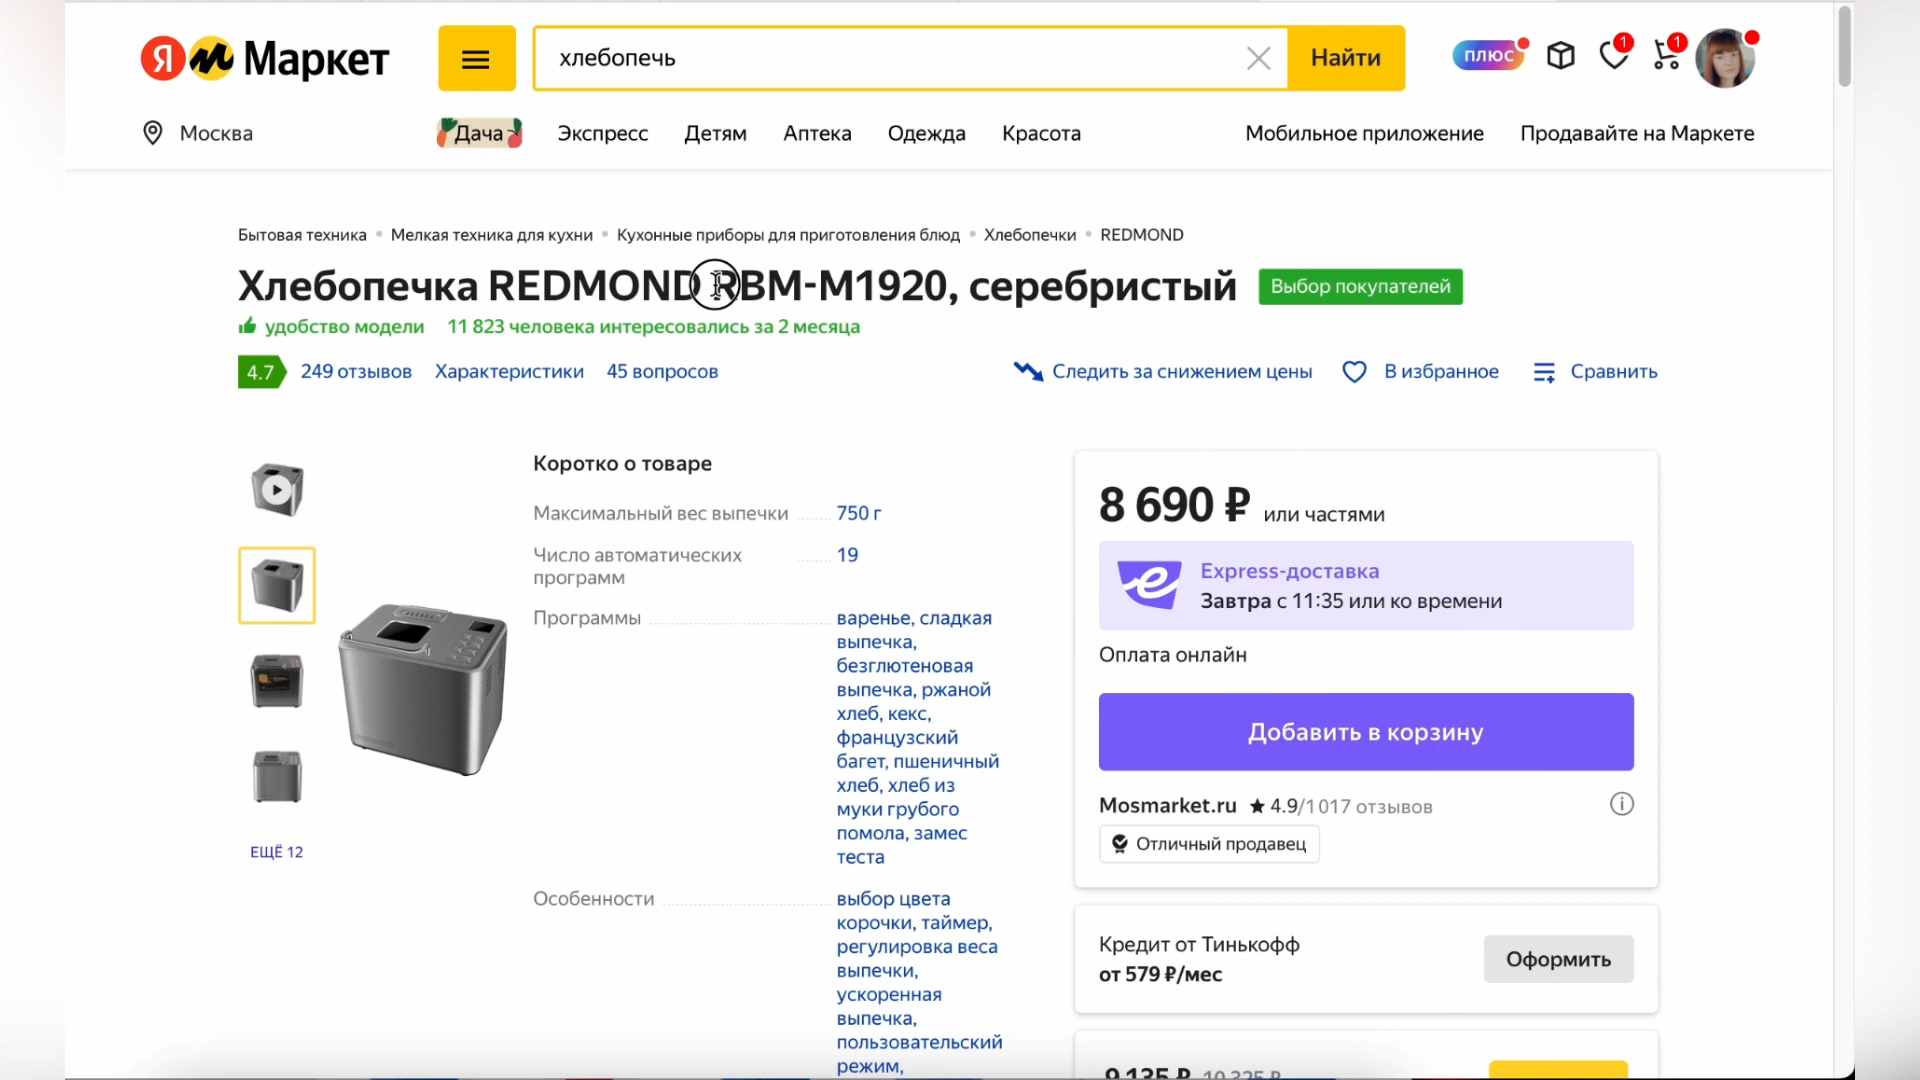 Я Маркет
хлебопечь
Найти
плюс
1
1
Москва
Дача
Экспресс
Детям
Аптека
Одежда
Красота
Мобильное приложение
Продавайте на Маркете
Бытовая техника • Мелкая техника для кухни • Кухонные приборы для приготовления блюд • Хлебопечки • REDMOND
Хлебопечка REDMOND RBM-M1920, серебристый
Выбор покупателей
удобство модели 11 823 человека интересовались за 2 месяца
4.7 249 отзывов Характеристики 45 вопросов
Следить за снижением цены В избранное Сравнить
Коротко о товаре
Максимальный вес выпечки 750 г
Число автоматических 19
программ
Программы варенье, сладкая
выпечка,
безглютеновая
выпечка, ржаной
хлеб, кекс,
французский
багет, пшеничный
хлеб, хлеб из
муки грубого
помола, замес
теста
Особенности выбор цвета
корочки, таймер,
регулировка веса
выпечки,
ускоренная
выпечка,
пользовательский
режим,
ЕЩЁ 12
8 690 ₽ или частями
Express-доставка
Завтра с 11:35 или ко времени
Оплата онлайн
Добавить в корзину
Mosmarket.ru ★ 4.9/1 017 отзывов
Отличный продавец
Кредит от Тинькофф
от 579 ₽/мес
Оформить
9 135 ₽ 10 325 ₽